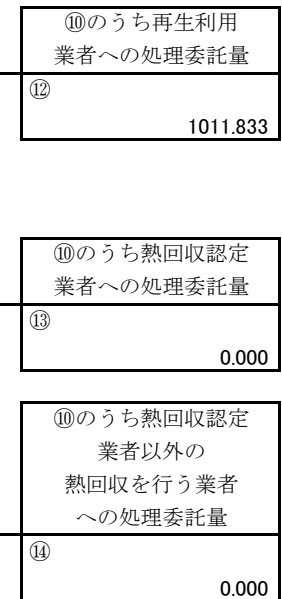 ⑩のうち再生利用
業者への処理委託量
⑫
1011.833
⑩のうち熱回収認定
業者への処理委託量
⑬
0.000
⑩のうち熱回収認定
業者以外の
熱回収を行う業者
への処理委託量
⑭
0.000